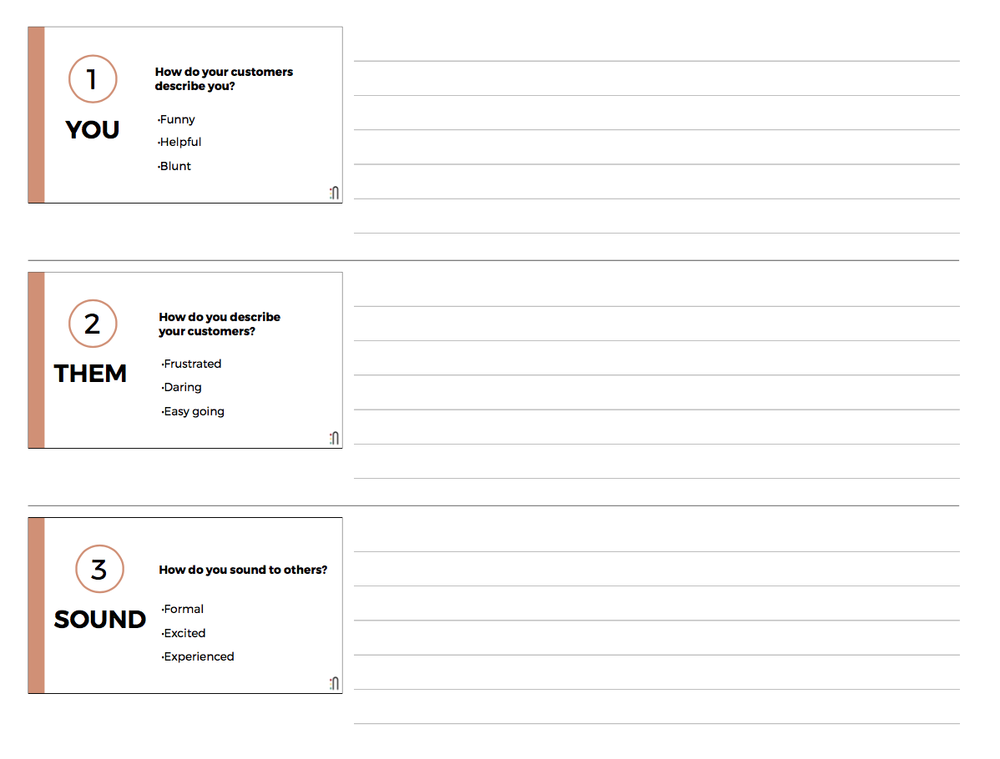 1
YOU
How do your customers
describe you?
•Funny
•Helpful
•Blunt
:n
2
THEM
How do you describe
your customers?
•Frustrated
•Daring
•Easy going
:n
3
SOUND
How do you sound to others?
•Formal
•Excited
•Experienced
:n